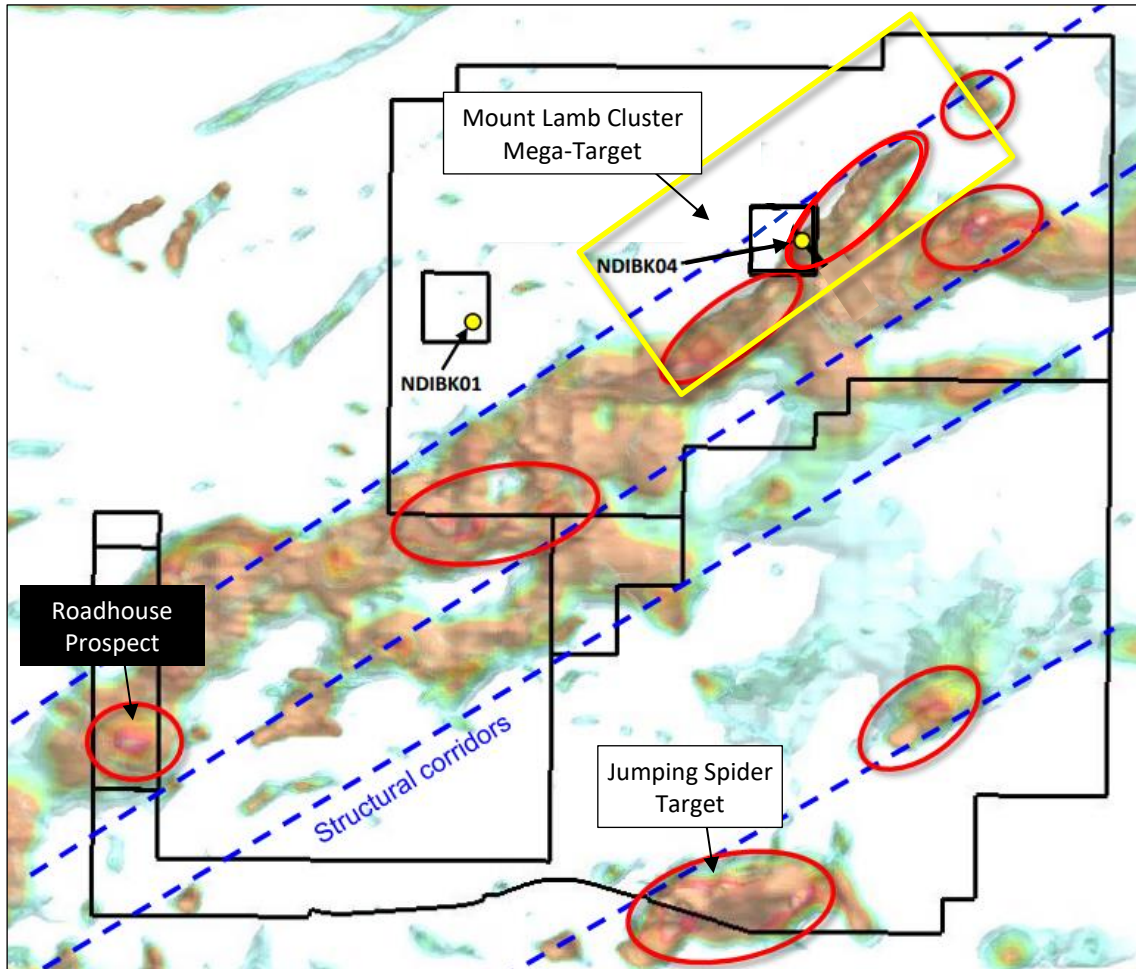 Mount Lamb Cluster
Mega-Target
NDIBK04
NDIBK01
Roadhouse
Prospect
Structural corridors
Jumping Spider
Target